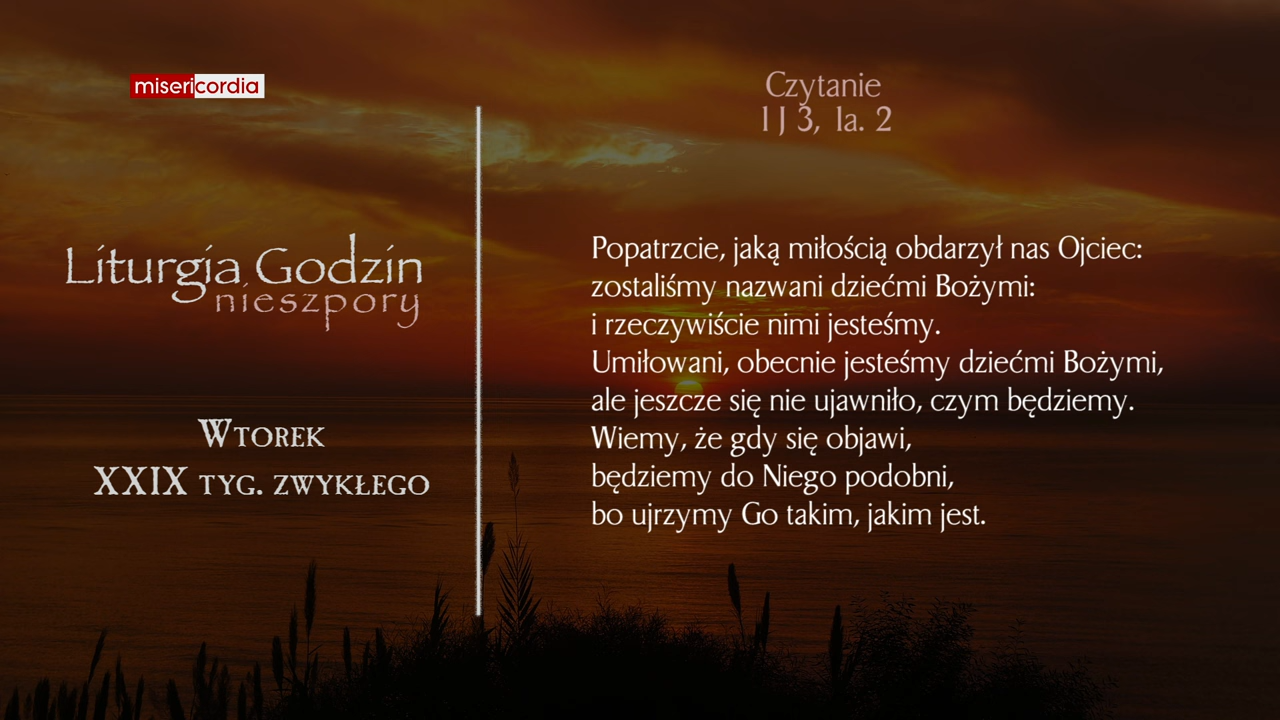 misericordia
Liturgia Godzin
nieszpory
Wtorek
XXIX tyg. zwykłego
Czytanie
1 J 3, 1a. 2
Popatrzcie, jaką miłością obdarzył nas Ojciec:
zostaliśmy nazwani dziećmi Bożymi:
i rzeczywiście nimi jesteśmy.
Umiłowani, obecnie jesteśmy dziećmi Bożymi,
ale jeszcze się nie ujawniło, czym będziemy.
Wiemy, że gdy się objawi,
będziemy do Niego podobni,
bo ujrzymy Go takim, jakim jest.